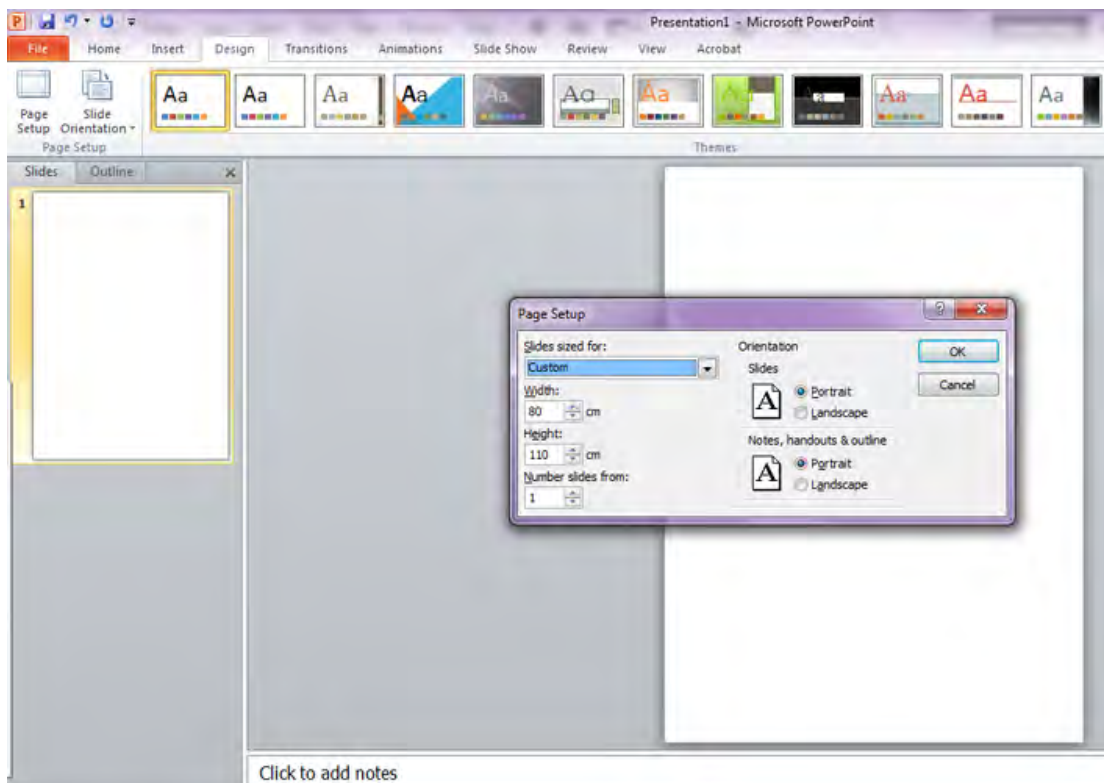 Presentation1 - Microsoft PowerPoint
File Home Insert Design Transitions Animations Slide Show Review View Acrobat
Page Setup
Slide Orientation
Aa Aa Aa Aa Aa Aa Aa Aa Aa Aa Aa Aa
Page Setup
Themes
Slides Outline
1
Page Setup
Slides sized for:
Custom
Width:
80 cm
Height:
110 cm
Number slides from:
1
Orientation
Slides
A
Portrait
Landscape
Notes, handouts & outline
A
Portrait
Landscape
OK
Cancel
Click to add notes